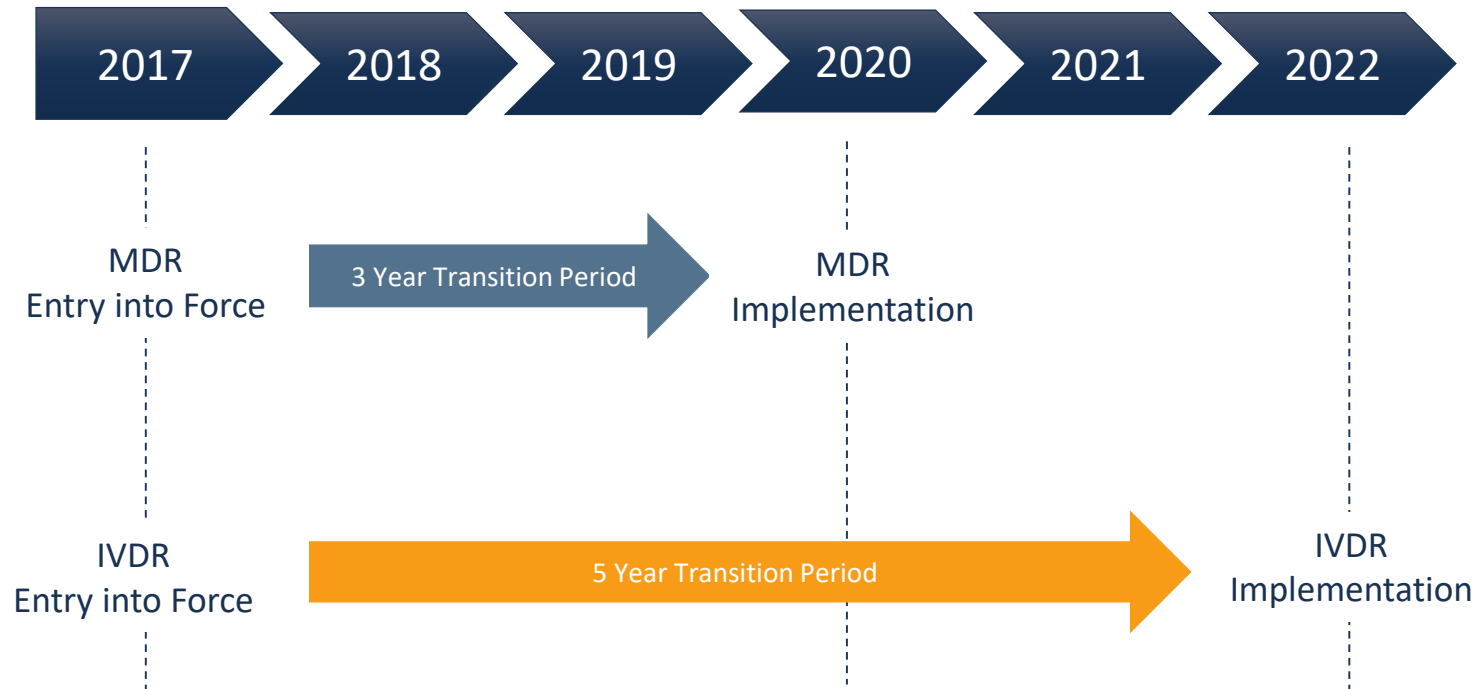 2017
2018
2019
2020
2021
2022
MDR
Entry into Force
3 Year Transition Period
MDR
Implementation
IVDR
Entry into Force
5 Year Transition Period
IVDR
Implementation